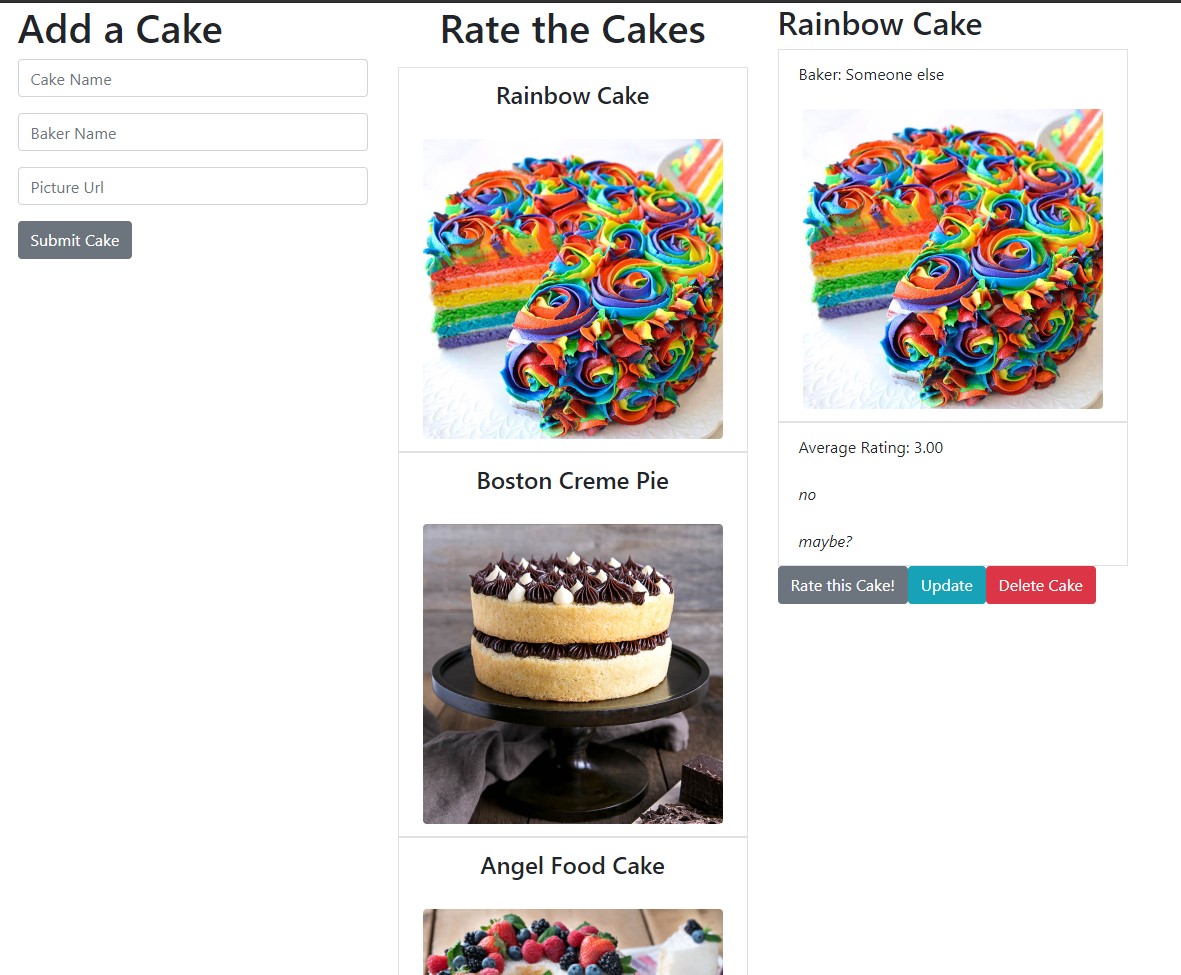 Add a Cake
Cake Name
Baker Name
Picture Url
Submit Cake
Rate the Cakes
Rainbow Cake
Boston Creme Pie
Angel Food Cake
Rainbow Cake
Baker: Someone else
Average Rating: 3.00
no
maybe?
Rate this Cake! Update Delete Cake